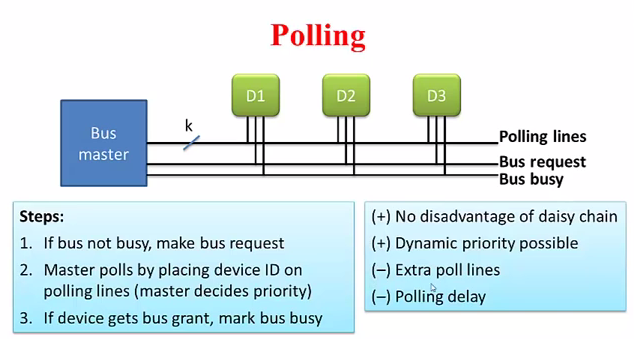 Polling
D1
D2
D3
Bus
master
k
Polling lines
Bus request
Bus busy
Steps:
1. If bus not busy, make bus request
2. Master polls by placing device ID on
polling lines (master decides priority)
3. If device gets bus grant, mark bus busy
(+) No disadvantage of daisy chain
(+) Dynamic priority possible
(–) Extra poll lines
(–) Polling delay